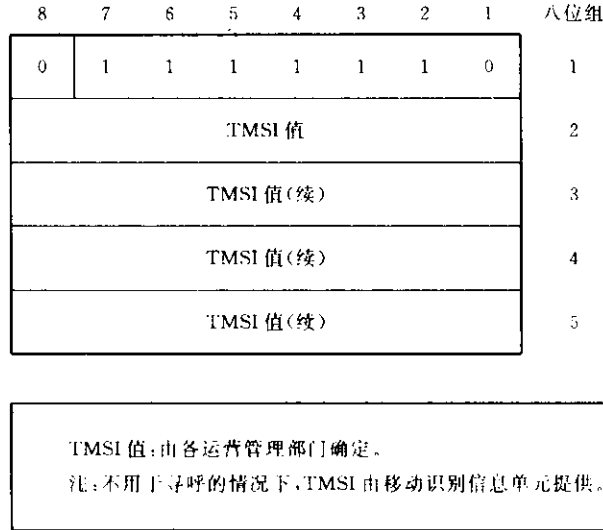 8 7 6 5 4 3 2 1 八位组
0 1 1 1 1 1 1 0 1
TMSI 值 2
TMSI 值(续) 3
TMSI 值(续) 4
TMSI 值(续) 5
TMSI 值:由各运营管理部门确定。
注:不用于寻呼的情况下,TMSI 由移动识别信息单元提供。